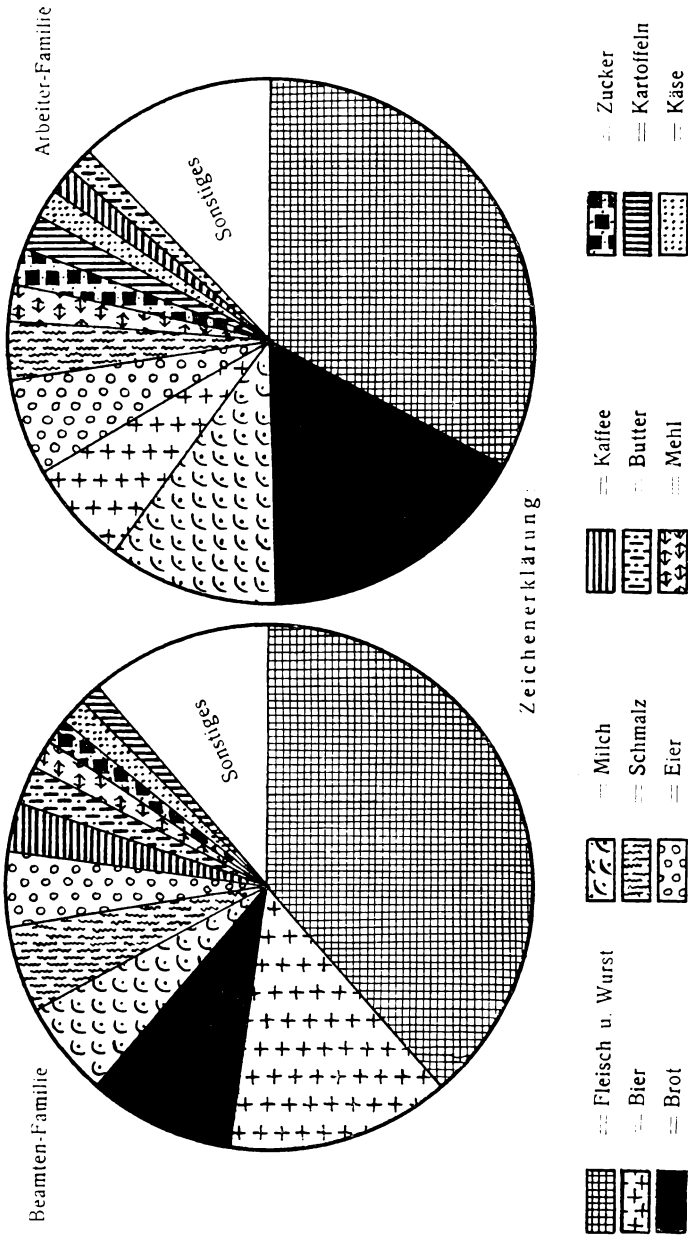 Beamten-Familie
Arbeiter-Familie
Sonstiges
Sonstiges
Zeichenerklärung:
= Fleisch u. Wurst
= Milch
= Kaffee
= Zucker
= Bier
= Schmalz
= Butter
= Kartoffeln
= Brot
= Eier
= Mehl
= Käse